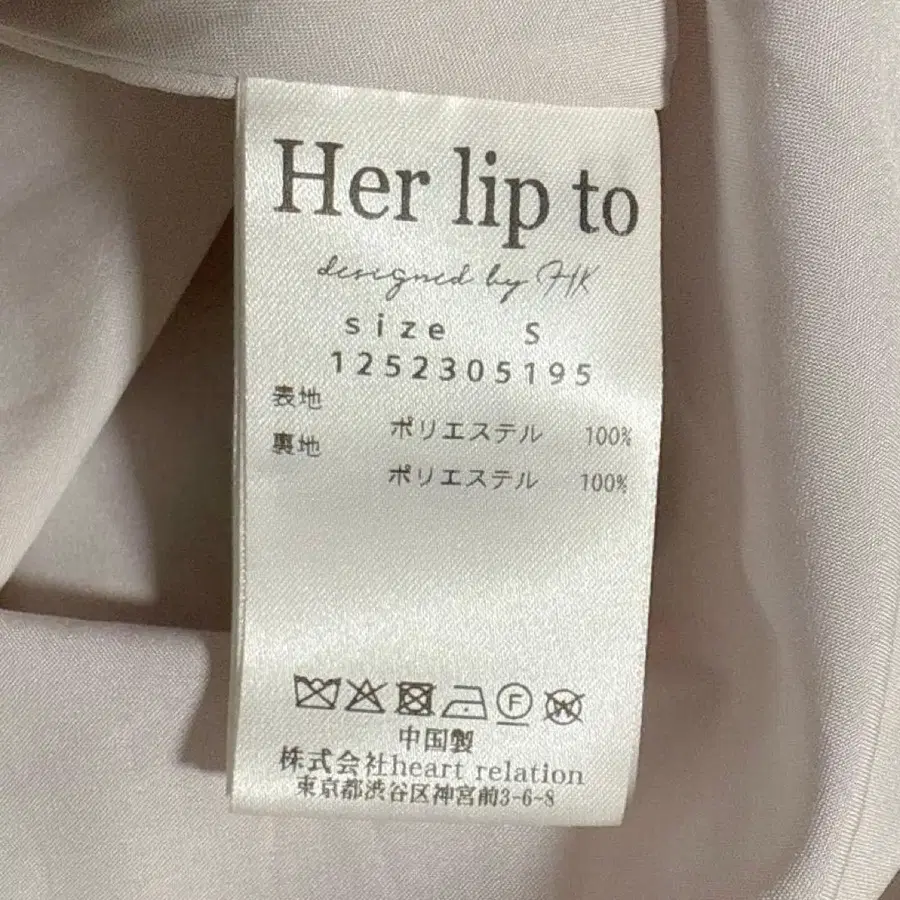 Her lip to
designed by HK
size S
1252305195
表地
ポリエステル 100%
裏地
ポリエステル 100%
F W
中国製
株式会社heart relation
東京都渋谷区神宮前3-6-8